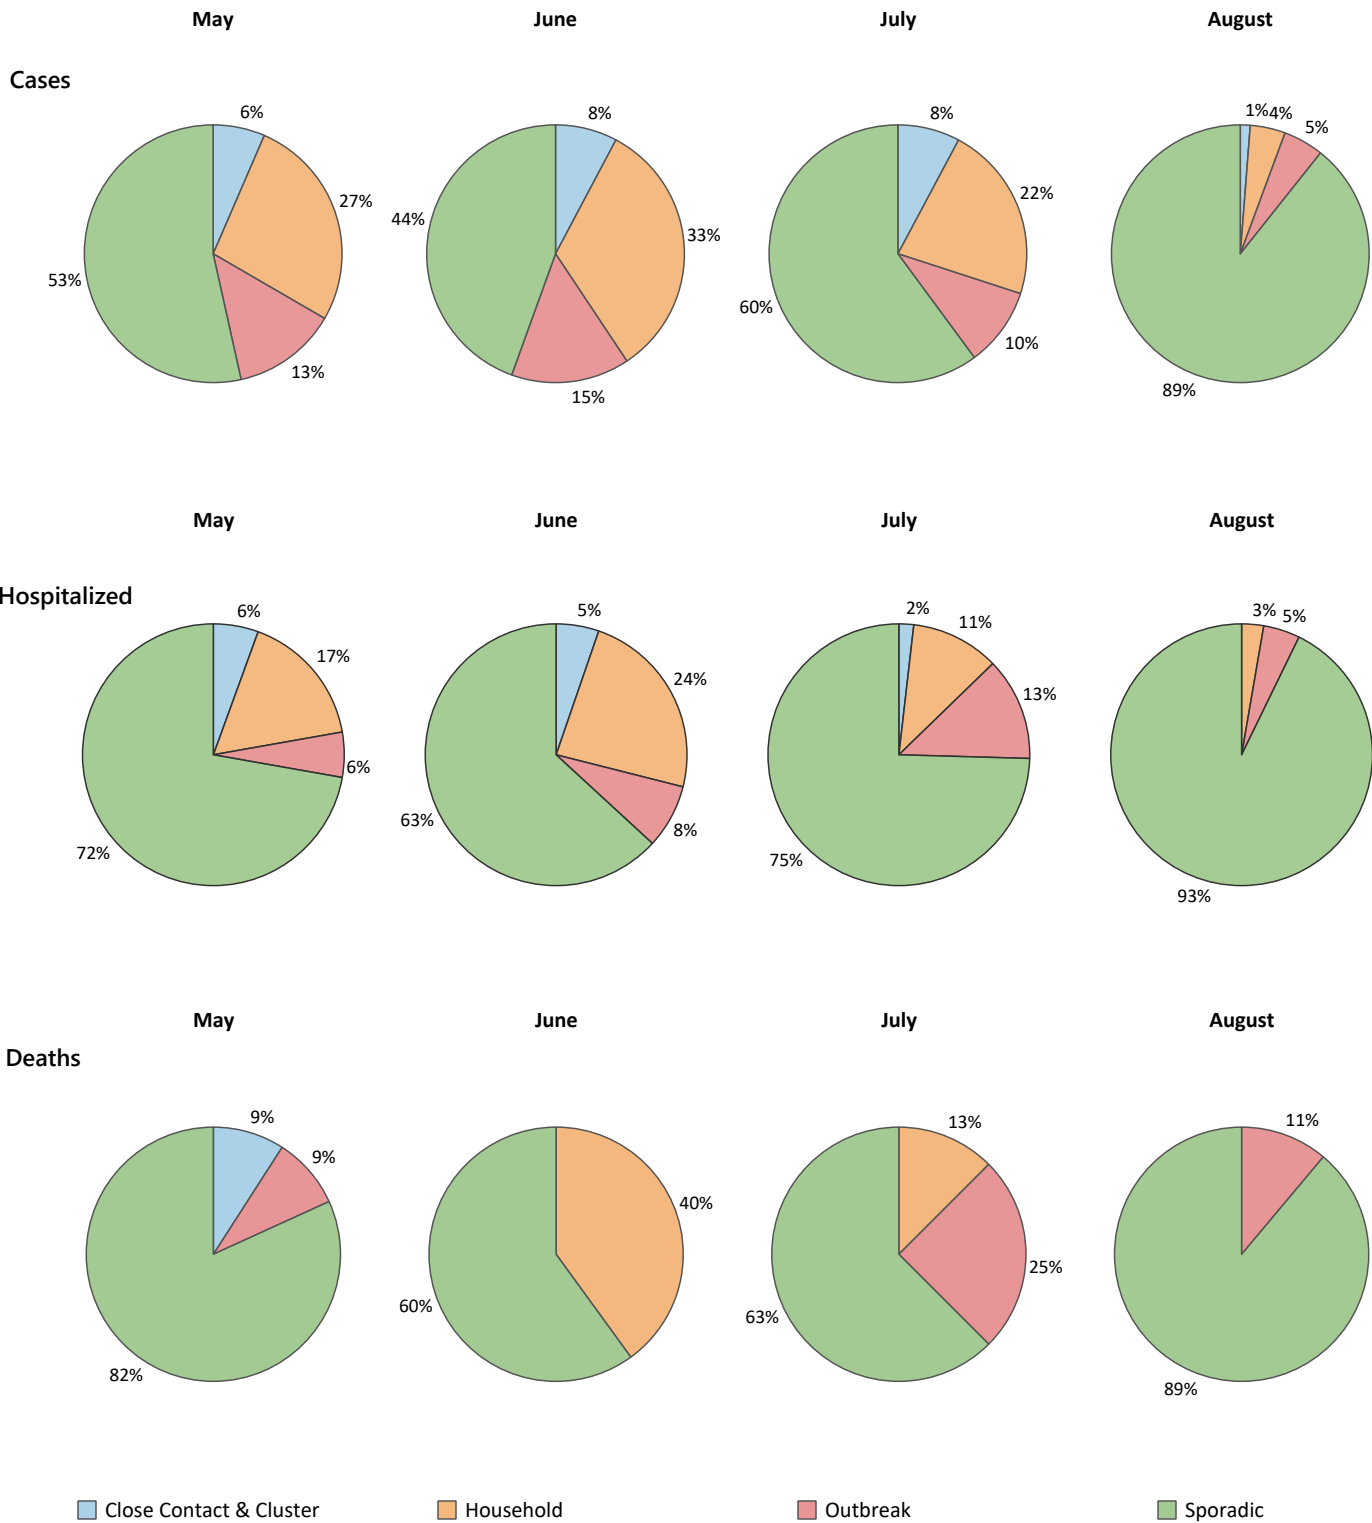 May June July August
Cases
6% 8% 8% 1% 4% 5%
27% 33% 22%
53% 44% 60%
13% 15% 10% 89%
May June July August
Hospitalized
6% 5% 2% 11% 3% 5%
17% 24% 13%
6% 8%
72% 63% 75% 93%
May June July August
Deaths
9% 9% 13% 11%
40% 25%
82% 60% 63% 89%
Close Contact & Cluster Household Outbreak Sporadic